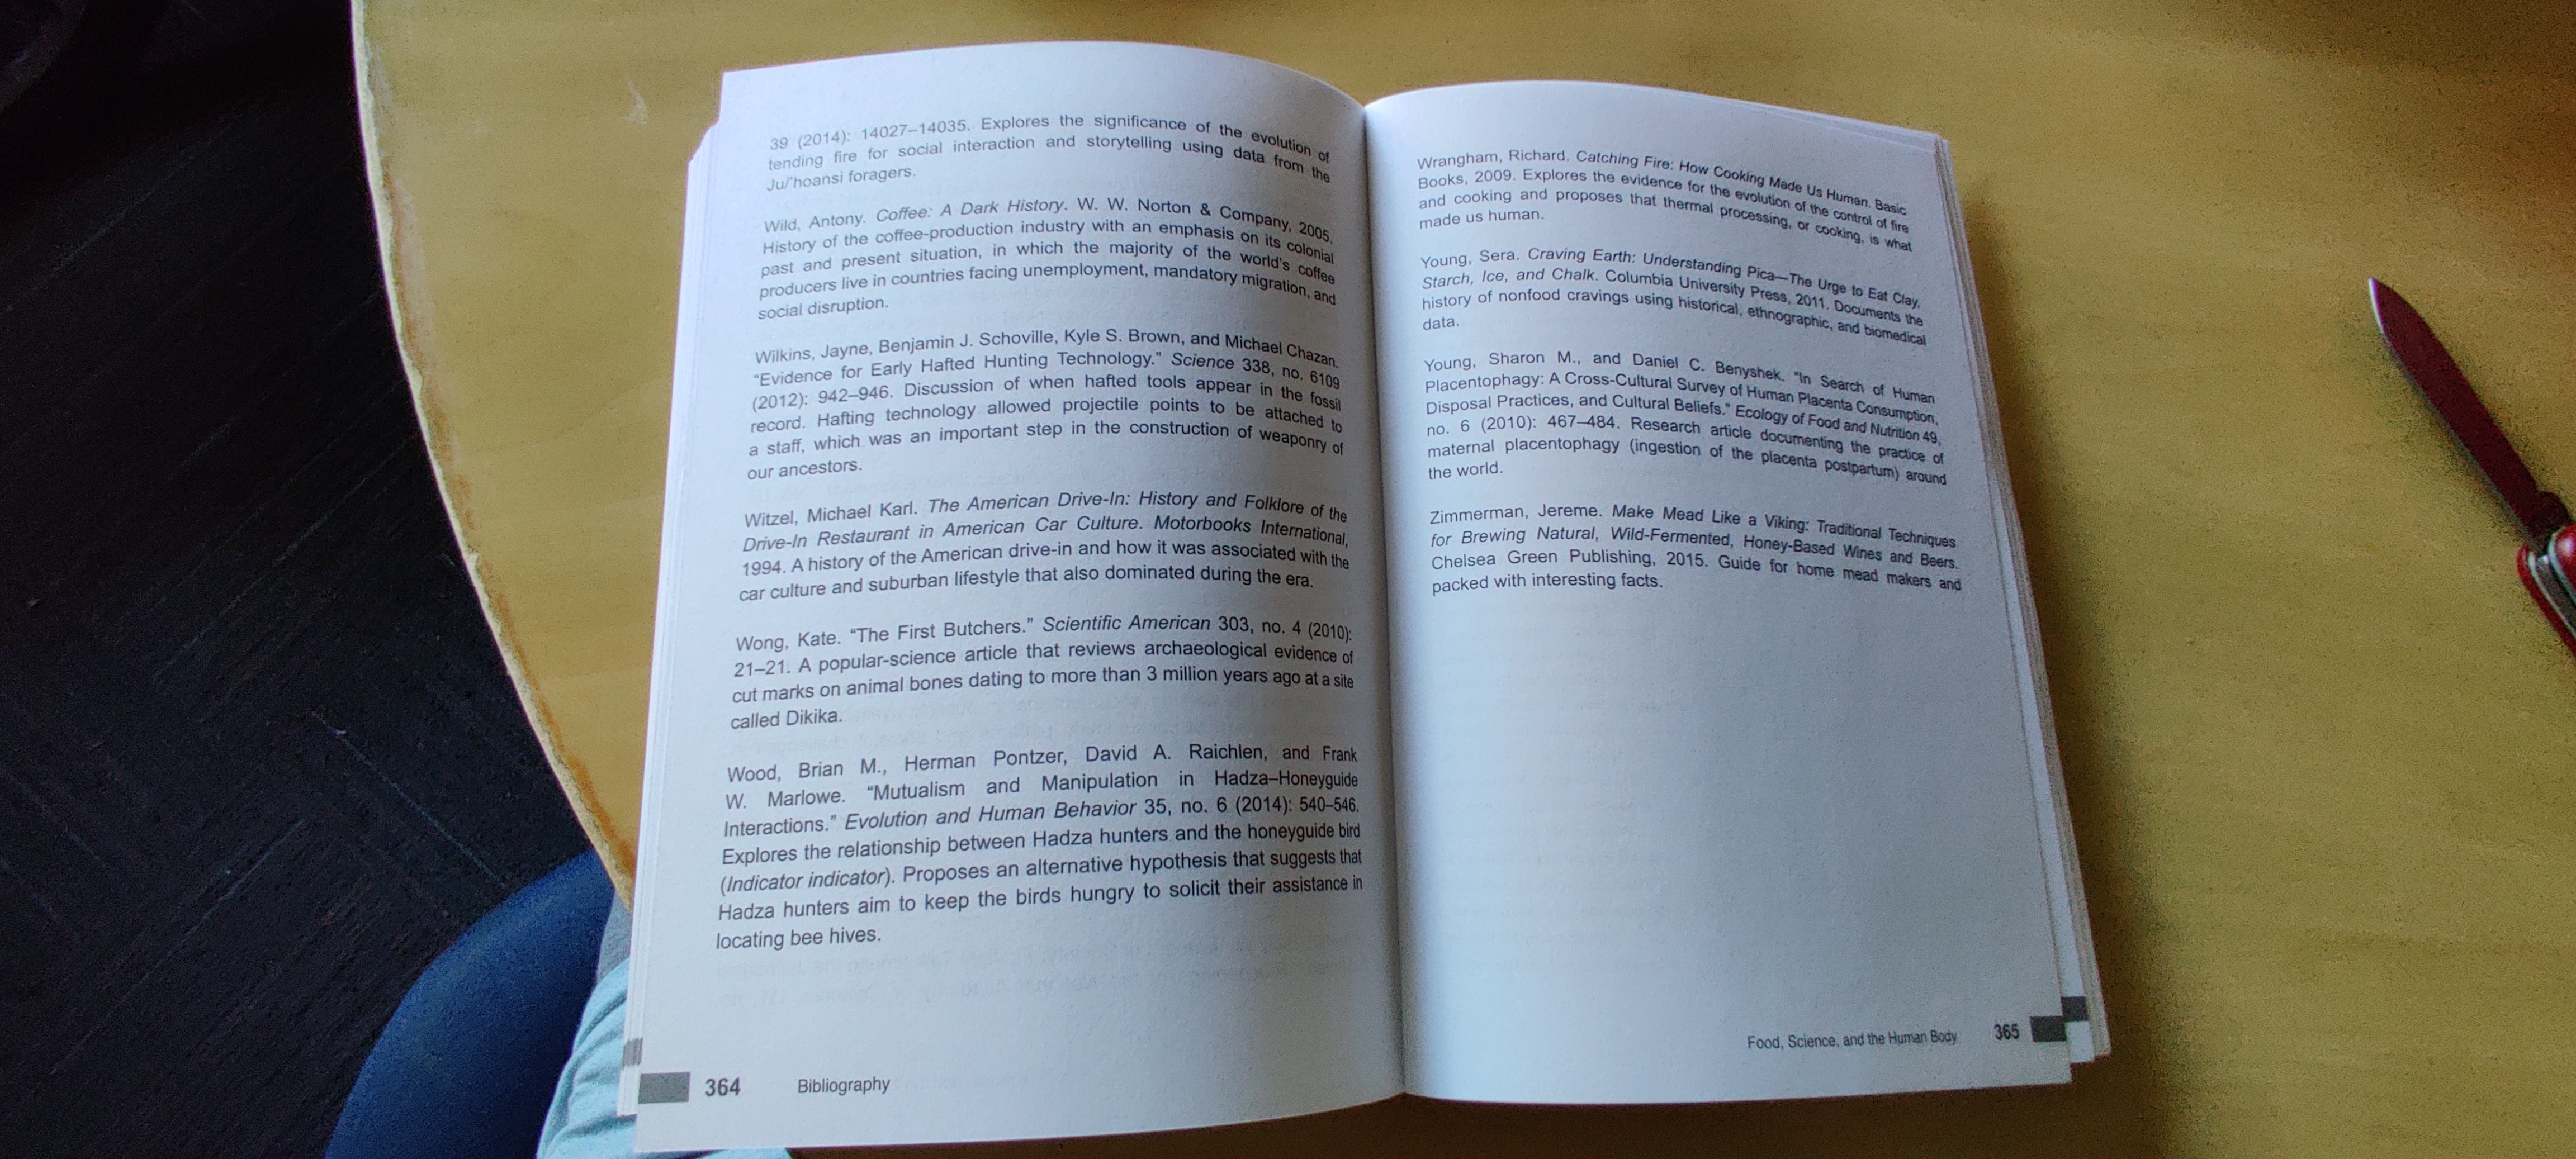 39 (2014): 14027–14035. Explores the significance of the evolution of
tending fire for social interaction and storytelling using data from the
Ju/'hoansi foragers.
Wild, Antony. Coffee: A Dark History. W. W. Norton & Company, 2005.
History of the coffee-production industry with an emphasis on its colonial
past and present situation, in which the majority of the world's coffee
producers live in countries facing unemployment, mandatory migration, and
social disruption.
Wilkins, Jayne, Benjamin J. Schoville, Kyle S. Brown, and Michael Chazan.
“Evidence for Early Hafted Hunting Technology.” Science 338, no. 6109
(2012): 942–946. Discussion of when hafted tools appear in the fossil
record. Hafting technology allowed projectile points to be attached to
a staff, which was an important step in the construction of weaponry of
our ancestors.
Witzel, Michael Karl. The American Drive-In: History and Folklore of the
Drive-In Restaurant in American Car Culture. Motorbooks International,
1994. A history of the American drive-in and how it was associated with the
car culture and suburban lifestyle that also dominated during the era.
Wong, Kate. “The First Butchers.” Scientific American 303, no. 4 (2010):
21–21. A popular-science article that reviews archaeological evidence of
cut marks on animal bones dating to more than 3 million years ago at a site
called Dikika.
Wood, Brian M., Herman Pontzer, David A. Raichlen, and Frank
W. Marlowe. “Mutualism and Manipulation in Hadza–Honeyguide
Interactions.” Evolution and Human Behavior 35, no. 6 (2014): 540–546.
Explores the relationship between Hadza hunters and the honeyguide bird
(Indicator indicator). Proposes an alternative hypothesis that suggests that
Hadza hunters aim to keep the birds hungry to solicit their assistance in
locating bee hives.
364 Bibliography
Wrangham, Richard. Catching Fire: How Cooking Made Us Human. Basic
Books, 2009. Explores the evidence for the evolution of the control of fire
and cooking and proposes that thermal processing, or cooking, is what
made us human.
Young, Sera. Craving Earth: Understanding Pica—The Urge to Eat Clay,
Starch, Ice, and Chalk. Columbia University Press, 2011. Documents the
history of nonfood cravings using historical, ethnographic, and biomedical
data.
Young, Sharon M., and Daniel C. Benyshek. “In Search of Human
Placentophagy: A Cross-Cultural Survey of Human Placenta Consumption,
Disposal Practices, and Cultural Beliefs.” Ecology of Food and Nutrition 49,
no. 6 (2010): 467–484. Research article documenting the practice of
maternal placentophagy (ingestion of the placenta postpartum) around
the world.
Zimmerman, Jereme. Make Mead Like a Viking: Traditional Techniques
for Brewing Natural, Wild-Fermented, Honey-Based Wines and Beers.
Chelsea Green Publishing, 2015. Guide for home mead makers and
packed with interesting facts.
Food, Science, and the Human Body 365